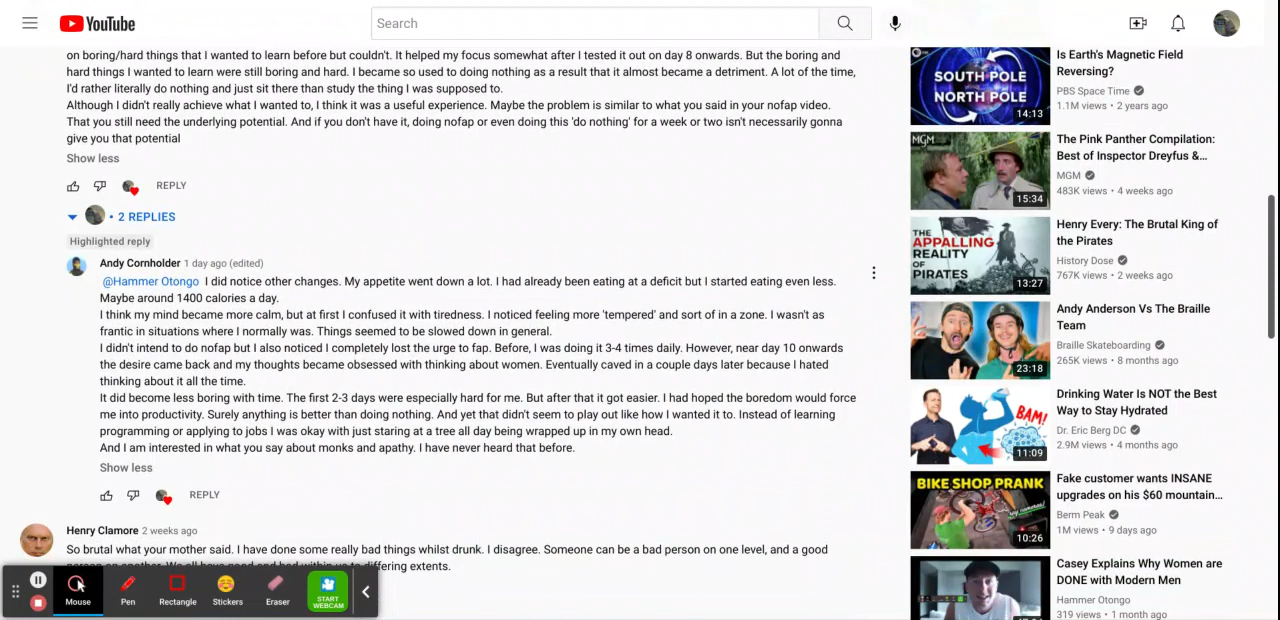 YouTube
Search
on boring/hard things that I wanted to learn before but couldn't. It helped my focus somewhat after I tested it out on day 8 onwards. But the boring and
hard things I wanted to learn were still boring and hard. I became so used to doing nothing as a result that it almost became a detriment. A lot of the time,
I'd rather literally do nothing and just sit there than study the thing I was supposed to.
Although I didn't really achieve what I wanted to, I think it was a useful experience. Maybe the problem is similar to what you said in your nofap video.
That you still need the underlying potential. And if you don't have it, doing nofap or even doing this 'do nothing' for a week or two isn't necessarily gonna
give you that potential
Show less
REPLY
• 2 REPLIES
Highlighted reply
Andy Cornholder 1 day ago (edited)
@Hammer Otongo I did notice other changes. My appetite went down a lot. I had already been eating at a deficit but I started eating even less.
Maybe around 1400 calories a day.
I think my mind became more calm, but at first I confused it with tiredness. I noticed feeling more 'tempered' and sort of in a zone. I wasn't as
frantic in situations where I normally was. Things seemed to be slowed down in general.
I didn't intend to do nofap but I also noticed I completely lost the urge to fap. Before, I was doing it 3-4 times daily. However, near day 10 onwards
the desire came back and my thoughts became obsessed with thinking about women. Eventually caved in a couple days later because I hated
thinking about it all the time.
It did become less boring with time. The first 2-3 days were especially hard for me. But after that it got easier. I had hoped the boredom would force
me into productivity. Surely anything is better than doing nothing. And yet that didn't seem to play out like how I wanted it to. Instead of learning
programming or applying to jobs I was okay with just staring at a tree all day being wrapped up in my own head.
And I am interested in what you say about monks and apathy. I have never heard that before.
Show less
REPLY
Henry Clamore 2 weeks ago
So brutal what your mother said. I have done some really bad things whilst drunk. I disagree. Someone can be a bad person on one level, and a good
differing extents.
Mouse
Pen
Rectangle
Stickers
Eraser
START
WEBCAM
SOUTH POLE
NORTH POLE
14:13
Is Earth's Magnetic Field
Reversing?
PBS Space Time
1.1M views • 2 years ago
MGM
15:34
The Pink Panther Compilation:
Best of Inspector Dreyfus &...
MGM
483K views • 4 weeks ago
THE
APPALLING
REALITY
OF
PIRATES
13:27
Henry Every: The Brutal King of
the Pirates
History Dose
767K views • 2 weeks ago
23:18
Andy Anderson Vs The Braille
Team
Braille Skateboarding
265K views • 8 months ago
BAM!
11:09
Drinking Water Is NOT the Best
Way to Stay Hydrated
Dr. Eric Berg DC
2.9M views • 4 months ago
BIKE SHOP PRANK
10:26
Fake customer wants INSANE
upgrades on his $60 mountain...
Berm Peak
1M views • 9 days ago
Casey Explains Why Women are
DONE with Modern Men
Hammer Otongo
319 views • 1 month ago